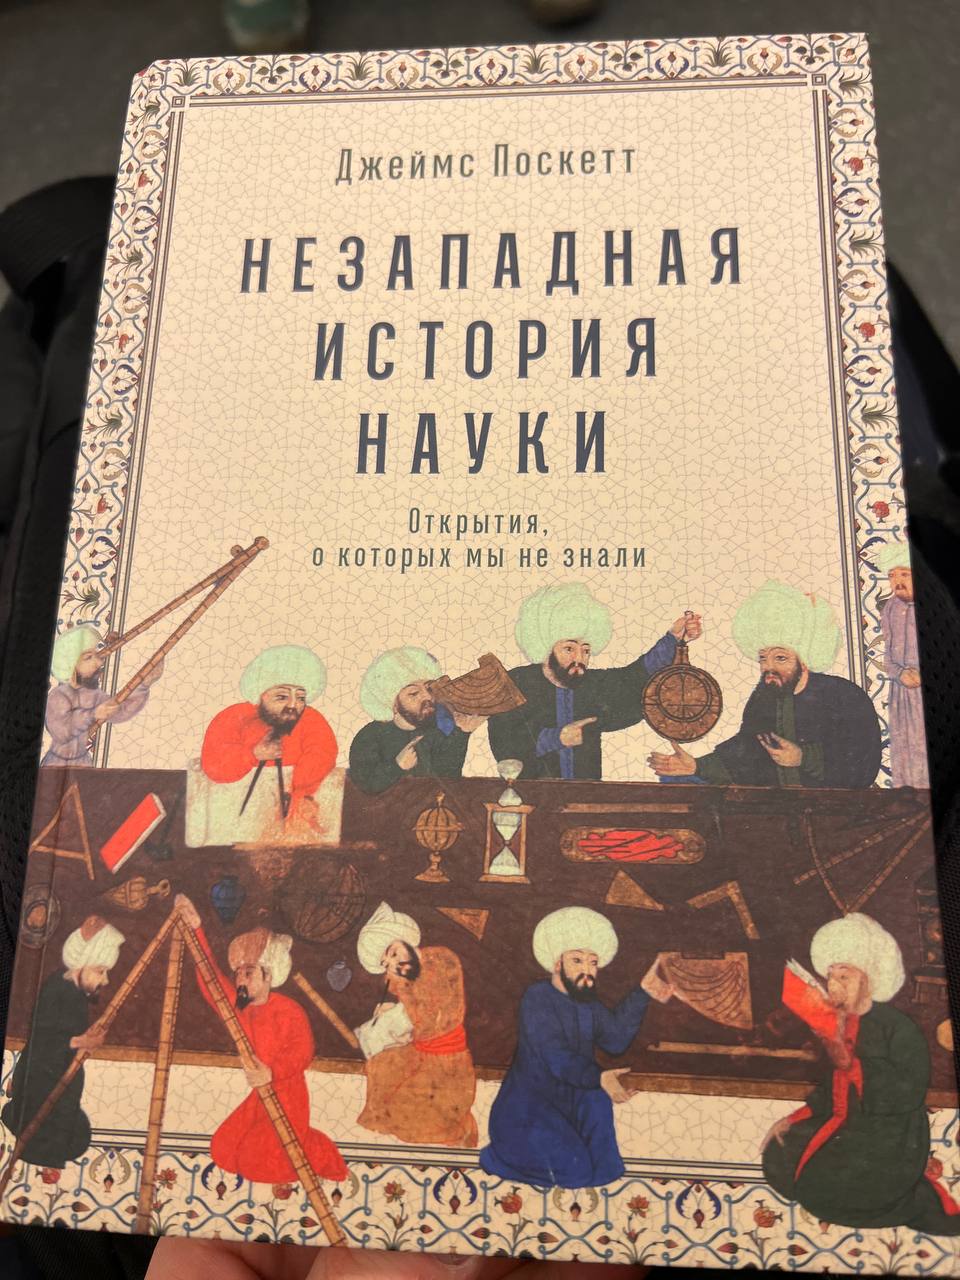 Джеймс Поскетт
НЕЗАПАДНАЯ
ИСТОРИЯ
НАУКИ
Открытия,
о которых мы не знали